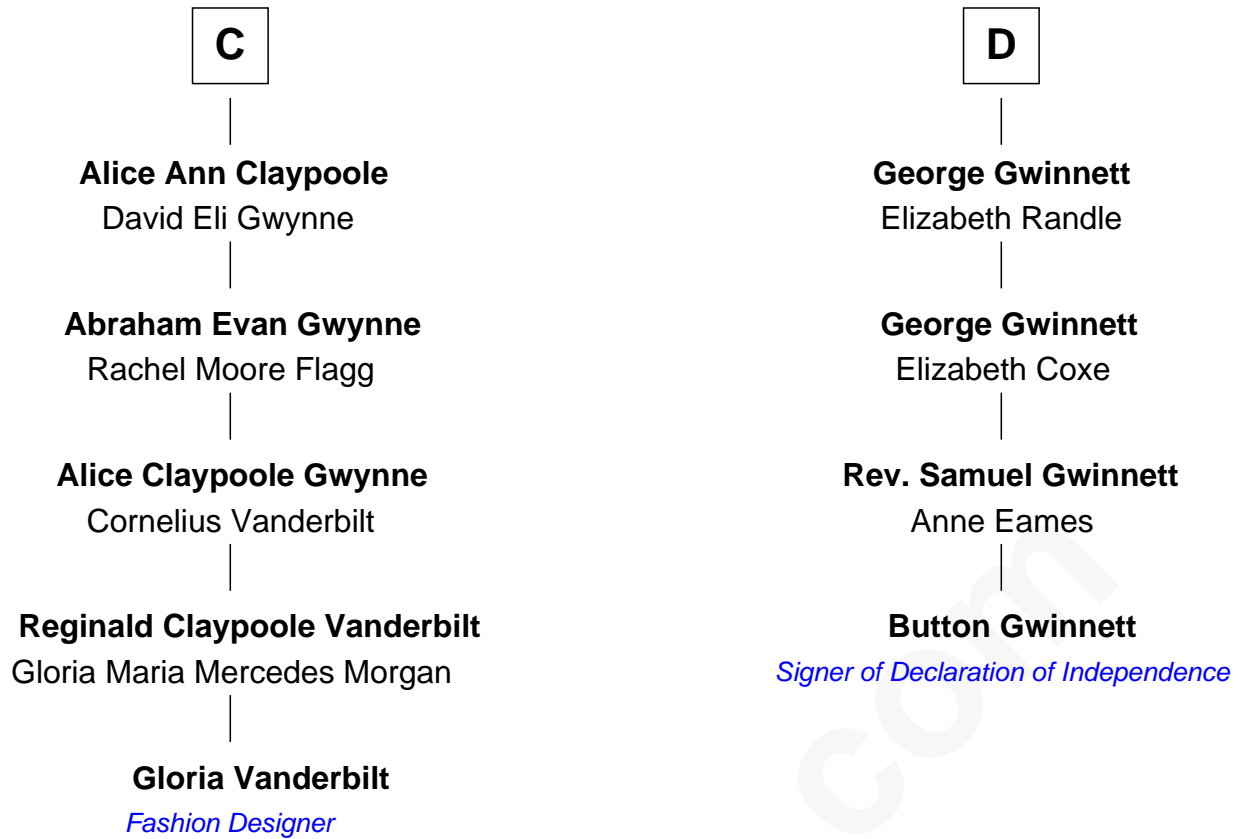 C
Alice Ann Claypoole
David Eli Gwynne
Abraham Evan Gwynne
Rachel Moore Flagg
Alice Claypoole Gwynne
Cornelius Vanderbilt
Reginald Claypoole Vanderbilt
Gloria Maria Mercedes Morgan
Gloria Vanderbilt
Fashion Designer
D
George Gwinnett
Elizabeth Randle
George Gwinnett
Elizabeth Coxe
Rev. Samuel Gwinnett
Anne Eames
Button Gwinnett
Signer of Declaration of Independence
com